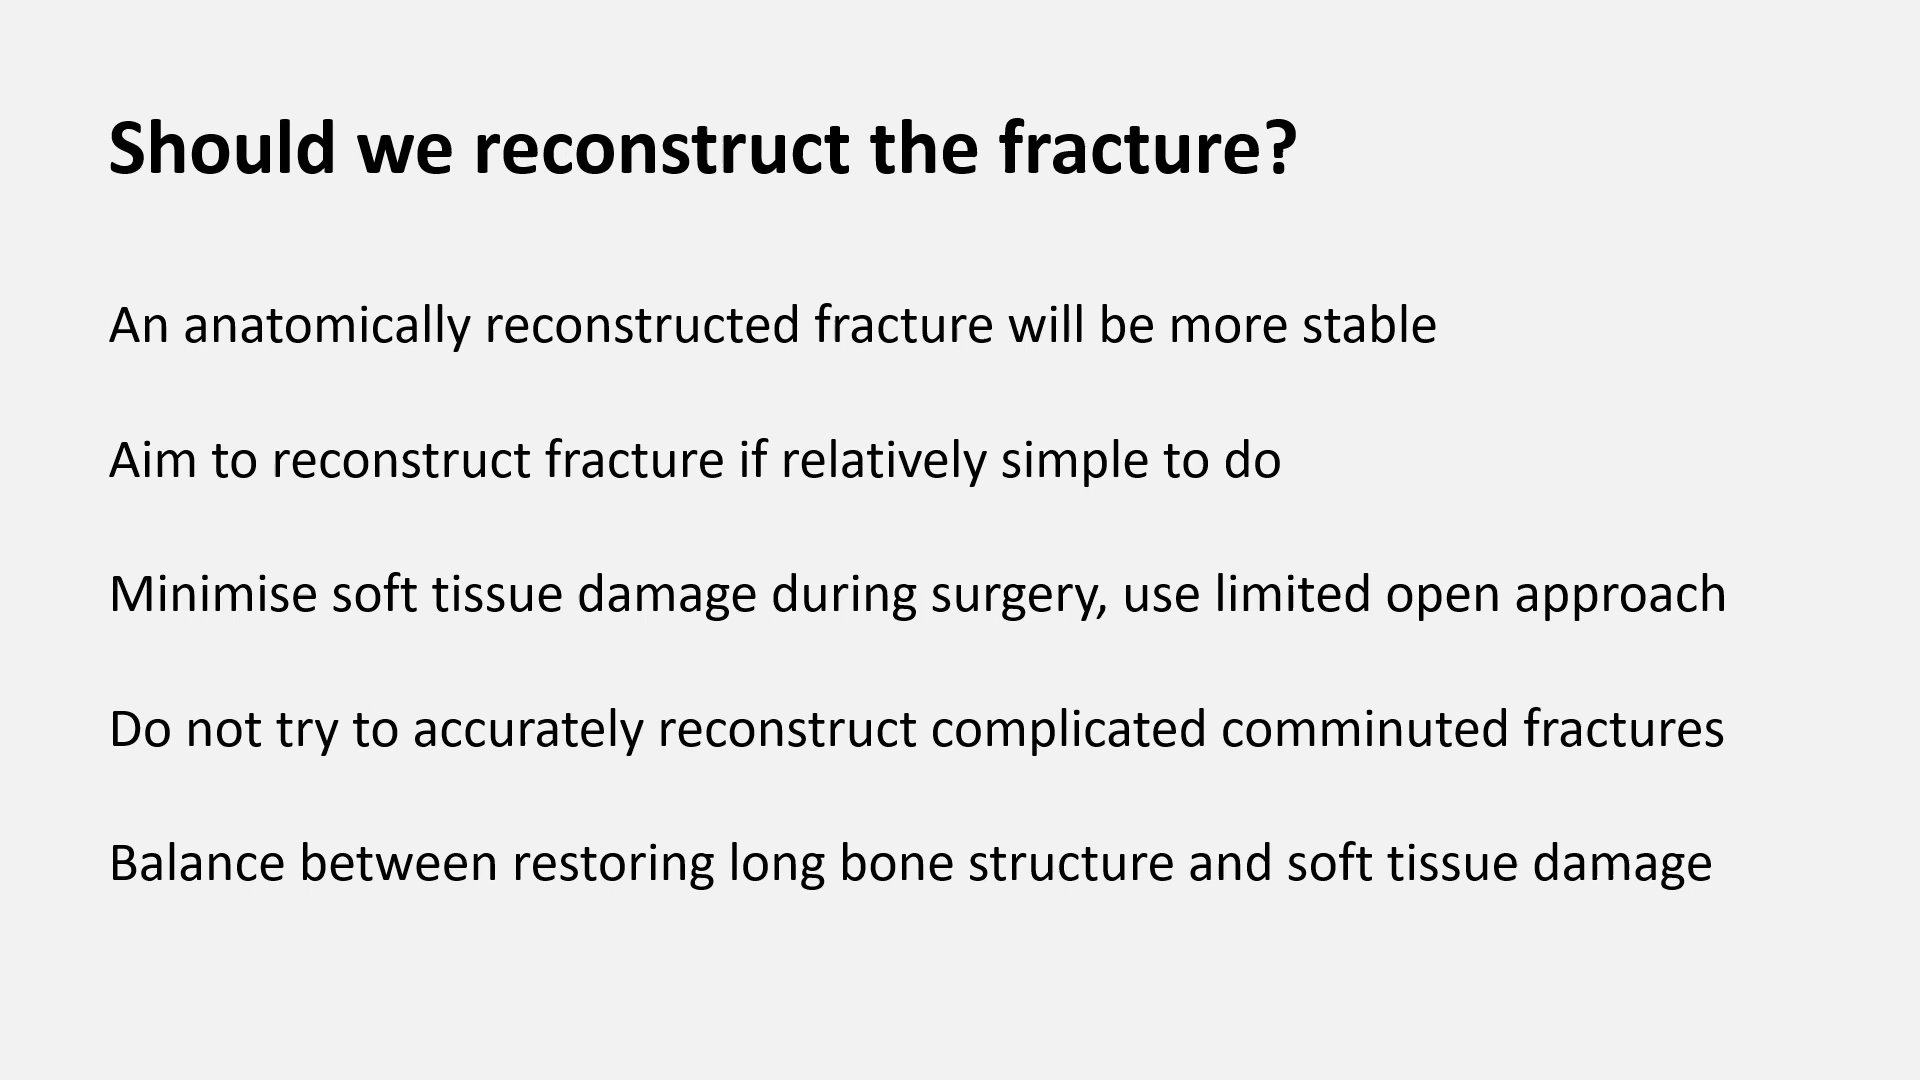 Should we reconstruct the fracture?
An anatomically reconstructed fracture will be more stable
Aim to reconstruct fracture if relatively simple to do
Minimise soft tissue damage during surgery, use limited open approach
Do not try to accurately reconstruct complicated comminuted fractures
Balance between restoring long bone structure and soft tissue damage